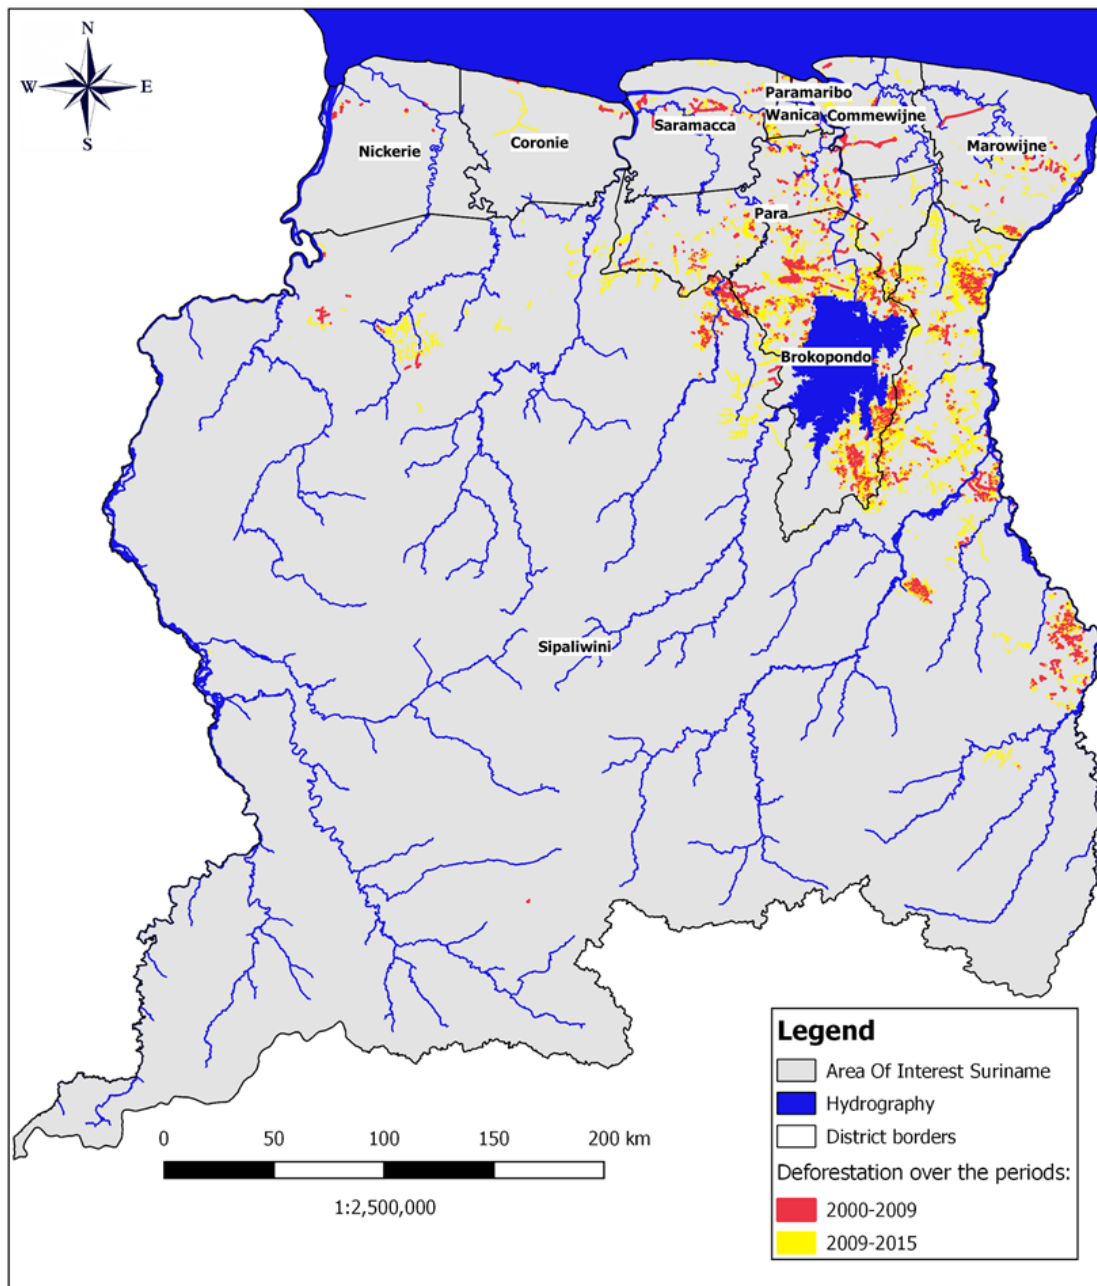 N
W E
S
Paramaribo
Wanica Commewijne
Saramacca
Coronie
Nickerie
Marowijne
Para
Brokopondo
Sipaliwini
Legend
Area Of Interest Suriname
Hydrography
District borders
Deforestation over the periods:
2000-2009
2009-2015
0 50 100 150 200 km
1:2,500,000